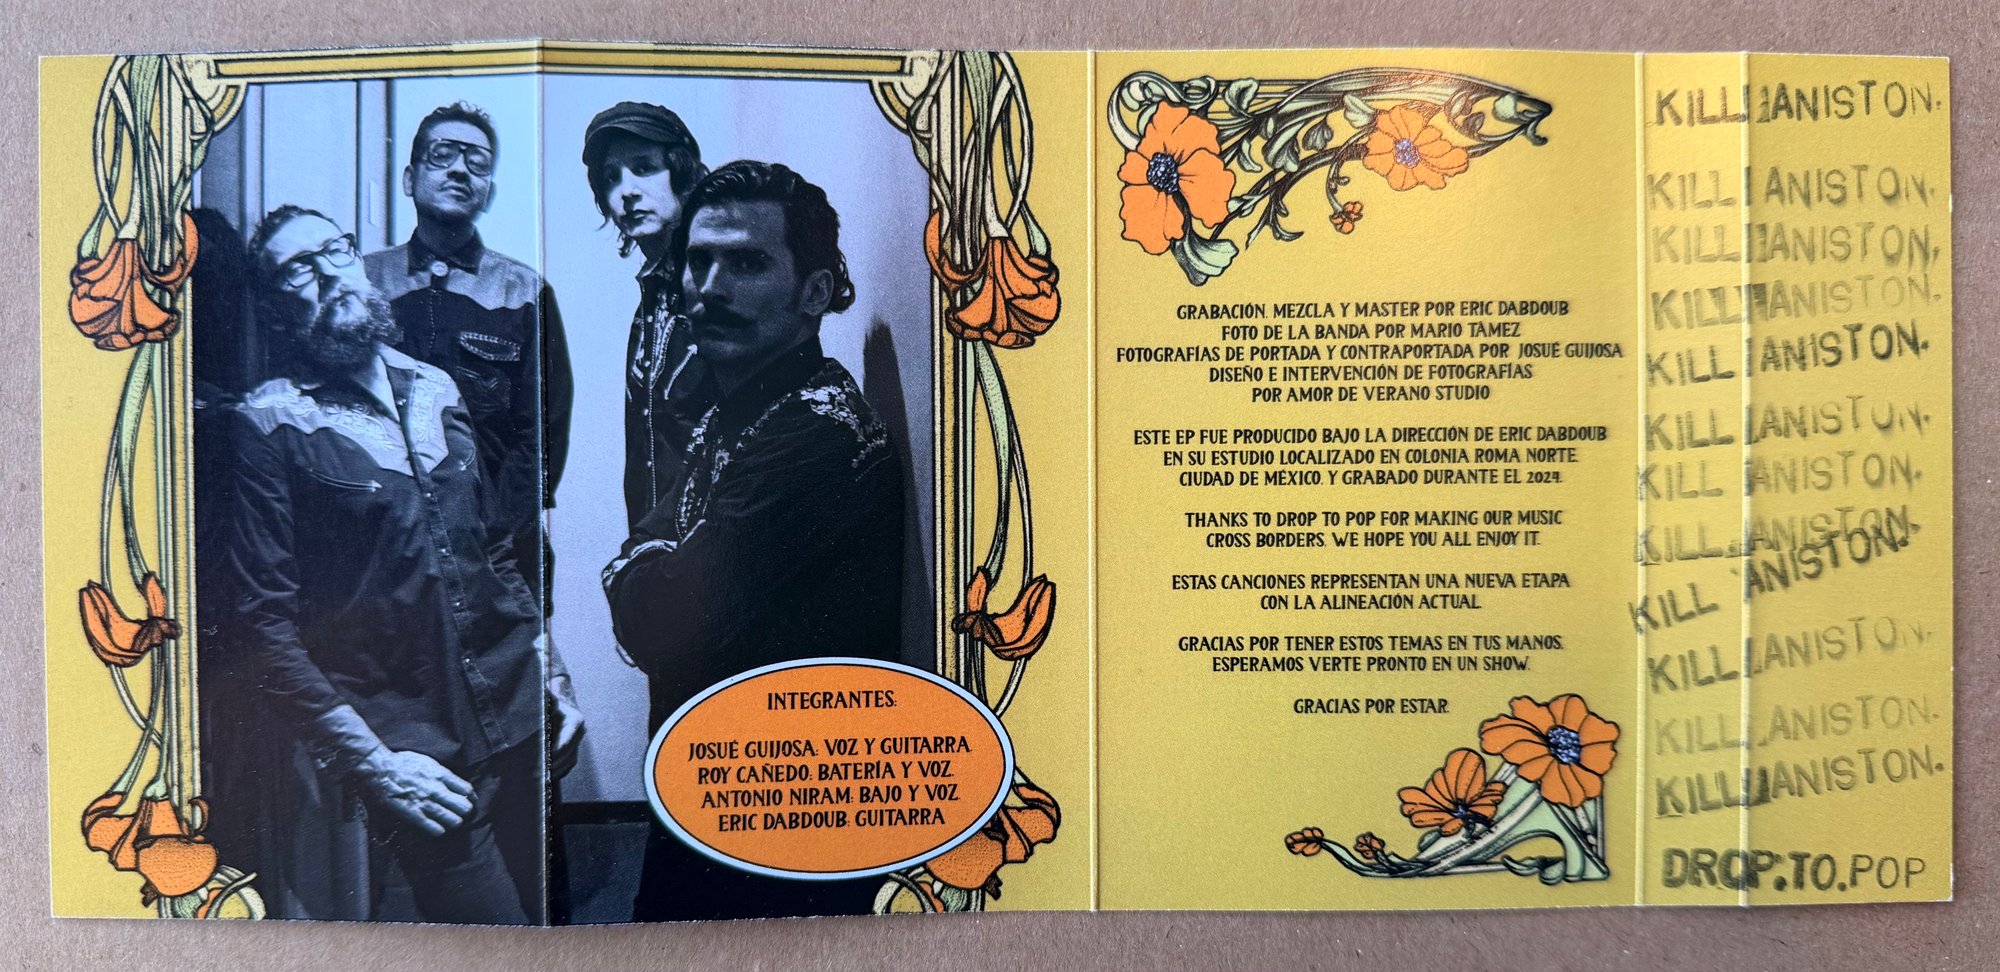 INTEGRANTES:
JOSUÉ GUIJOSA: VOZ Y GUITARRA.
ROY CAÑEDO: BATERÍA Y VOZ.
ANTONIO NIRAM: BAJO Y VOZ.
ERIC DABDOUB: GUITARRA
GRABACIÓN, MEZCLA Y MASTER POR ERIC DABDOUB
FOTO DE LA BANDA POR MARIO TAMEZ
FOTOGRAFÍAS DE PORTADA Y CONTRAPORTADA POR JOSUÉ GUIJOSA
DISEÑO E INTERVENCIÓN DE FOTOGRAFÍAS
POR AMOR DE VERANO STUDIO
ESTE EP FUE PRODUCIDO BAJO LA DIRECCIÓN DE ERIC DABDOUB
EN SU ESTUDIO LOCALIZADO EN COLONIA ROMA NORTE,
CIUDAD DE MÉXICO, Y GRABADO DURANTE EL 2024.
THANKS TO DROP TO POP FOR MAKING OUR MUSIC
CROSS BORDERS, WE HOPE YOU ALL ENJOY IT.
ESTAS CANCIONES REPRESENTAN UNA NUEVA ETAPA
CON LA ALINEACIÓN ACTUAL.
GRACIAS POR TENER ESTOS TEMAS EN TUS MANOS,
ESPERAMOS VERTE PRONTO EN UN SHOW.
GRACIAS POR ESTAR.
KILL ANISTON.
KILL ANISTON.
KILL ANISTON.
KILL ANISTON.
KILL ANISTON.
KILL ANISTON.
KILL ANISTON.
KILL ANISTON.
KILL ANISTON.
KILL ANISTON.
KILL ANISTON.
KILL ANISTON.
DROP.TO.POP